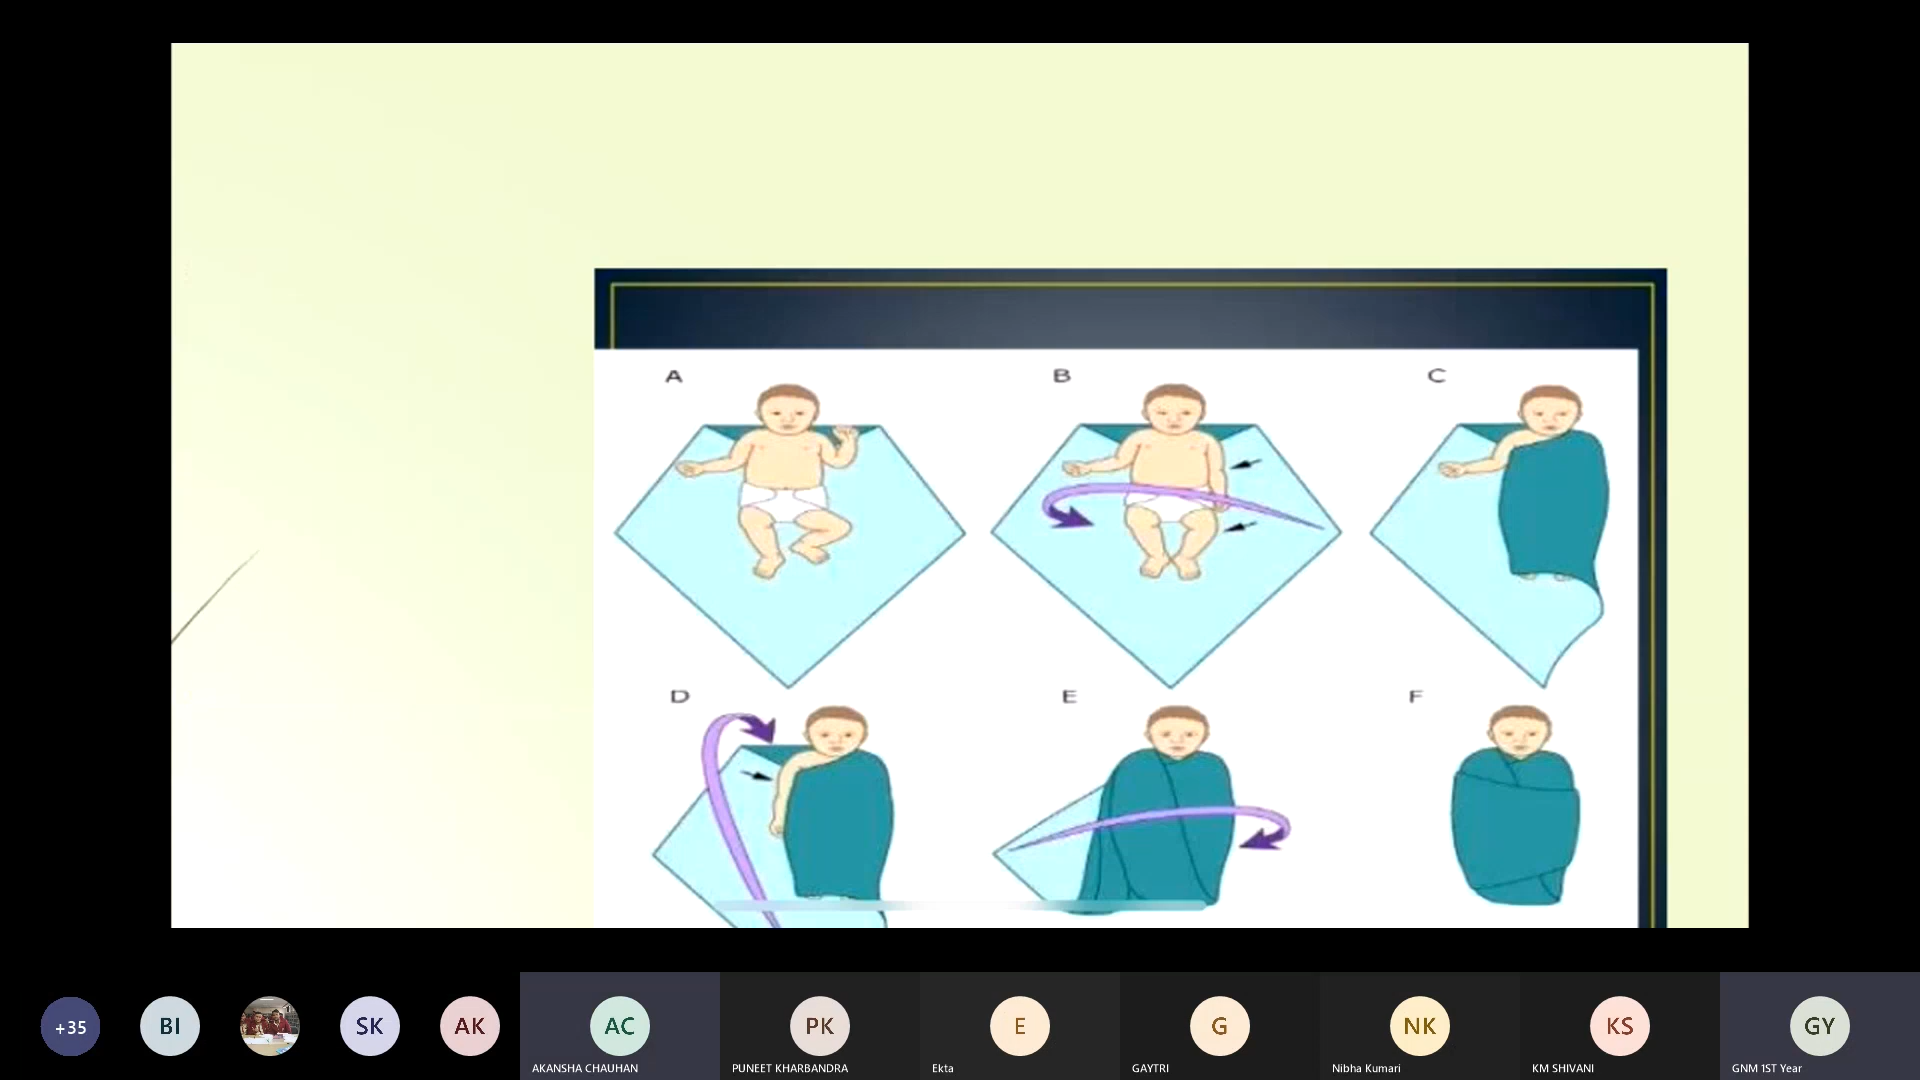 A B C
D E F
+35 BI SK AK AC PK E G NK KS GY
AKANSHA CHAUHAN PUNEET KHARBANDRA Ekta GAYTRI Nibha Kumari KM SHIVANI GNM 1ST Year